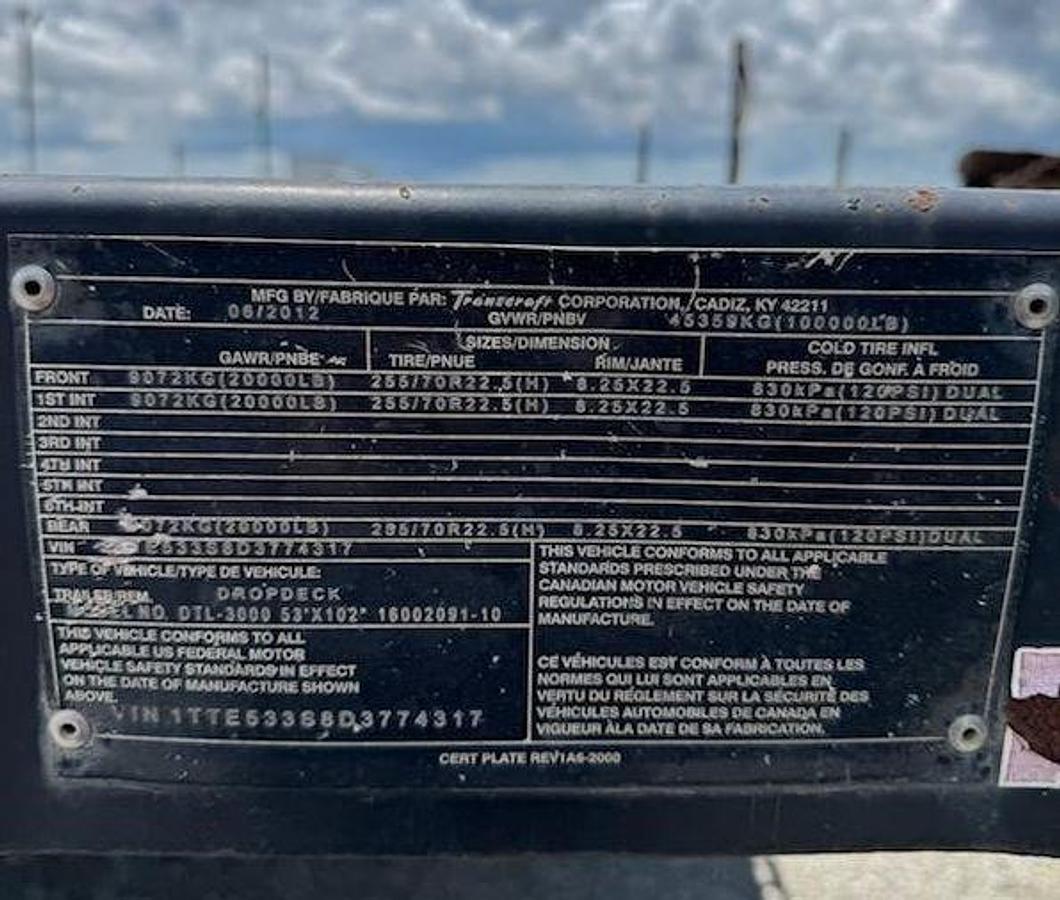 MFG BY/FABRIQUE PAR: Transcraft CORPORATION, CADIZ, KY 42211
DATE: 06/2012 GVWR/PNBV 45359KG(100000LB)
SIZES/DIMENSION COLD TIRE INFL
GAWR/PNBE TIRE/PNUE RIM/JANTE PRESS. DE GONF. A FROID
FRONT 9072KG(20000LB) 255/70R22.5(H) 8.25X22.5 830kPa(120PSI) DUAL
1ST INT 9072KG(20000LB) 255/70R22.5(H) 8.25X22.5 830kPa(120PSI) DUAL
2ND INT
3RD INT
4TH INT
5TH INT
6TH INT
REAR 9072KG(20000LB) 255/70R22.5(H) 8.25X22.5 830kPa(120PSI) DUAL
VIN E533S8D3774317
TYPE OF VEHICLE/TYPE DE VEHICULE:
TRAILER/REM. DROPDECK
MODEL NO. DTL-3000 53'X102" 16002091-10
THIS VEHICLE CONFORMS TO ALL
APPLICABLE US FEDERAL MOTOR
VEHICLE SAFETY STANDARDS IN EFFECT
ON THE DATE OF MANUFACTURE SHOWN
ABOVE.
VIN 1TTE533S8D3774317
THIS VEHICLE CONFORMS TO ALL APPLICABLE
STANDARDS PRESCRIBED UNDER THE
CANADIAN MOTOR VEHICLE SAFETY
REGULATIONS IN EFFECT ON THE DATE OF
MANUFACTURE.
CE VÉHICULES EST CONFORM À TOUTES LES
NORMES QUI LUI SONT APPLICABLES EN
VERTU DU RÉGLEMENT SUR LA SÉCURITÉ DES
VÉHICULES AUTOMOBILES DE CANADA EN
VIGUEUR ÀLA DATE DE SA FABRICATION.
CERT PLATE REV1A6-2000